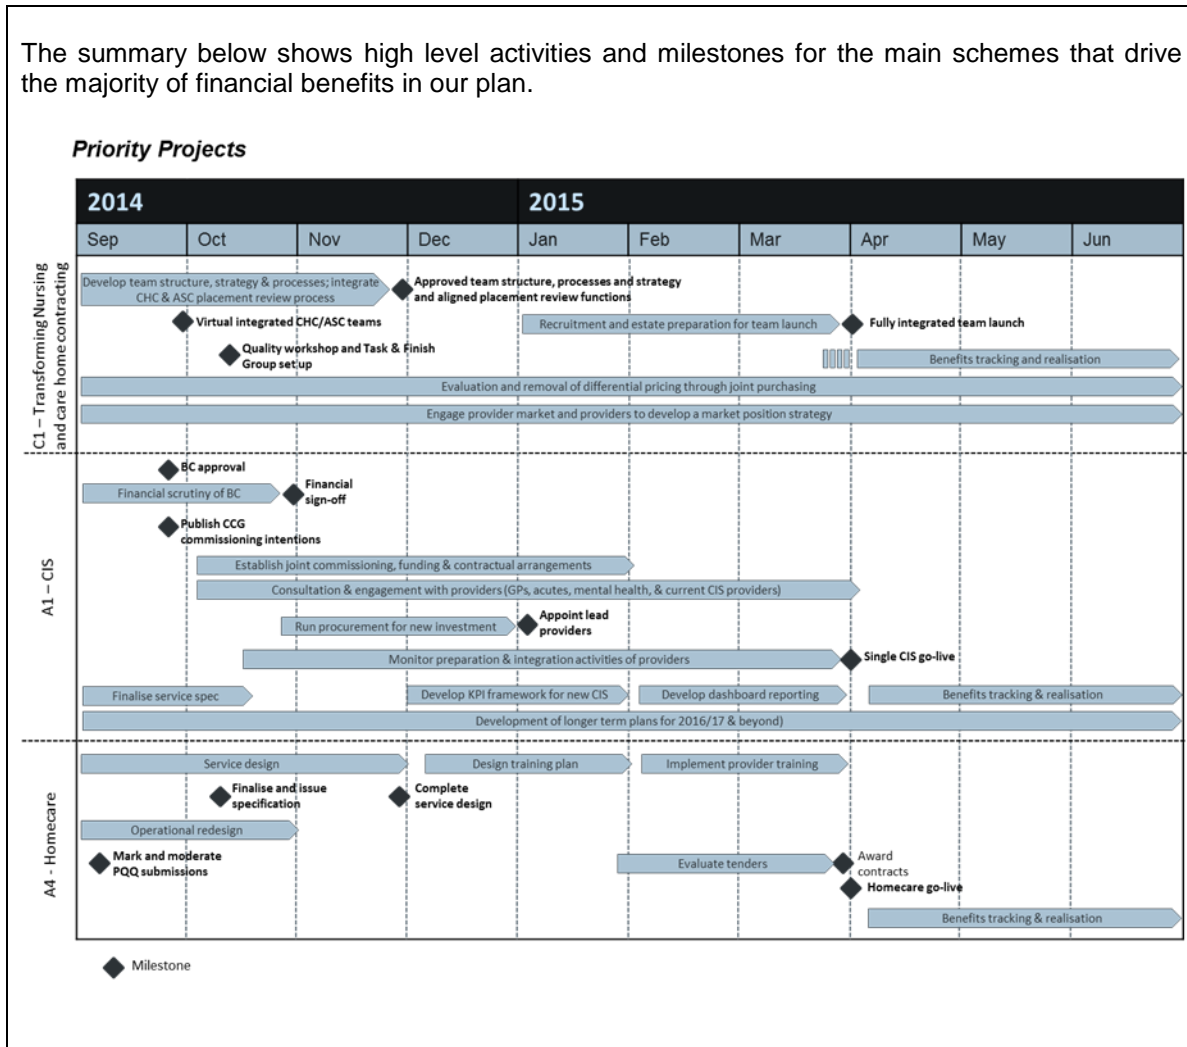 The summary below shows high level activities and milestones for the main schemes that drive
the majority of financial benefits in our plan.
Priority Projects
2014 2015
Sep Oct Nov Dec Jan Feb Mar Apr May Jun
C1 – Transforming Nursing
and care home contracting
Develop team structure, strategy & processes; integrate
CHC & ASC placement review process
Approved team structure, processes and strategy
and aligned placement review functions
Virtual integrated CHC/ASC teams
Recruitment and estate preparation for team launch
Fully integrated team launch
Quality workshop and Task & Finish
Group set up
Benefits tracking and realisation
Evaluation and removal of differential pricing through joint purchasing
Engage provider market and providers to develop a market position strategy
A1 – CIS
BC approval
Financial scrutiny of BC
Financial
sign-off
Publish CCG
commissioning intentions
Establish joint commissioning, funding & contractual arrangements
Consultation & engagement with providers (GPs, acutes, mental health, & current CIS providers)
Run procurement for new investment
Appoint lead
providers
Monitor preparation & integration activities of providers
Single CIS go-live
Finalise service spec
Develop KPI framework for new CIS
Develop dashboard reporting
Benefits tracking & realisation
Development of longer term plans for 2016/17 & beyond)
A4 - Homecare
Service design
Design training plan
Implement provider training
Finalise and issue
specification
Complete
service design
Operational redesign
Mark and moderate
PQQ submissions
Evaluate tenders
Award
contracts
Homecare go-live
Benefits tracking & realisation
Milestone